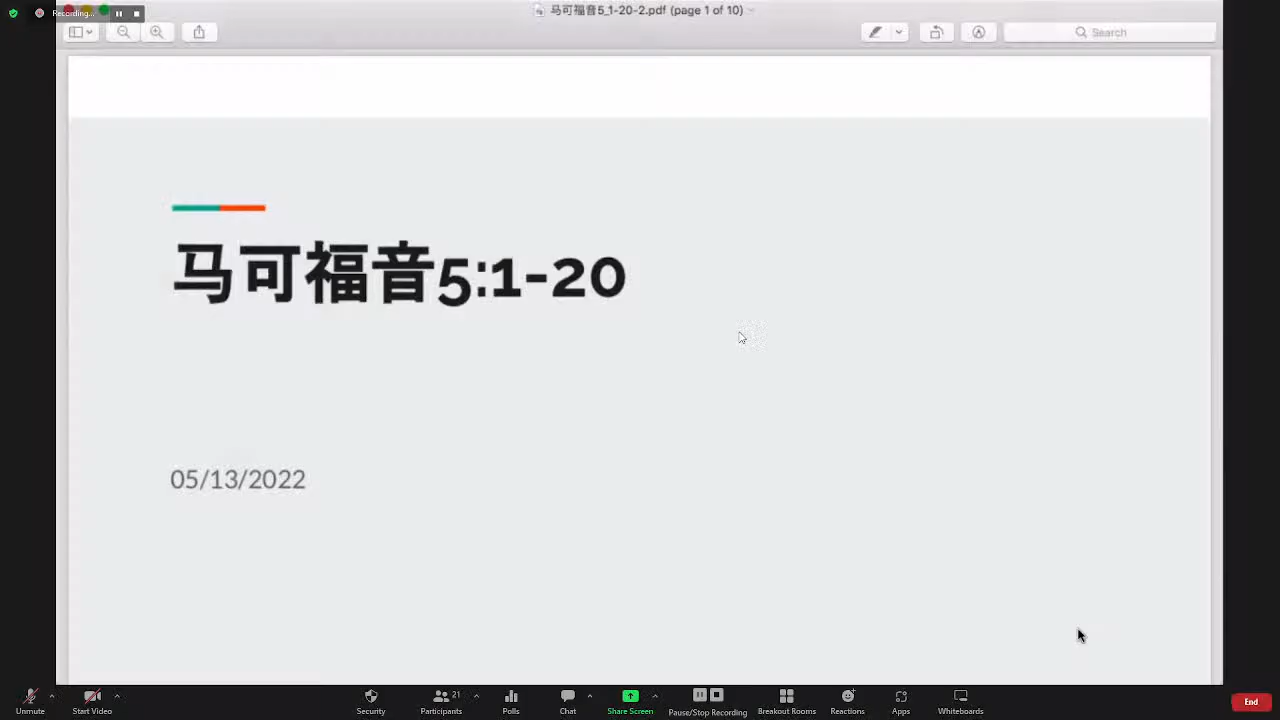 Recording...
马可福音5_1-20-2.pdf (page 1 of 10)
Search
马可福音5:1-20
05/13/2022
Unmute
Start Video
Security
21
Participants
Polls
Chat
Share Screen
Pause/Stop Recording
Breakout Rooms
Reactions
Apps
Whiteboards
End